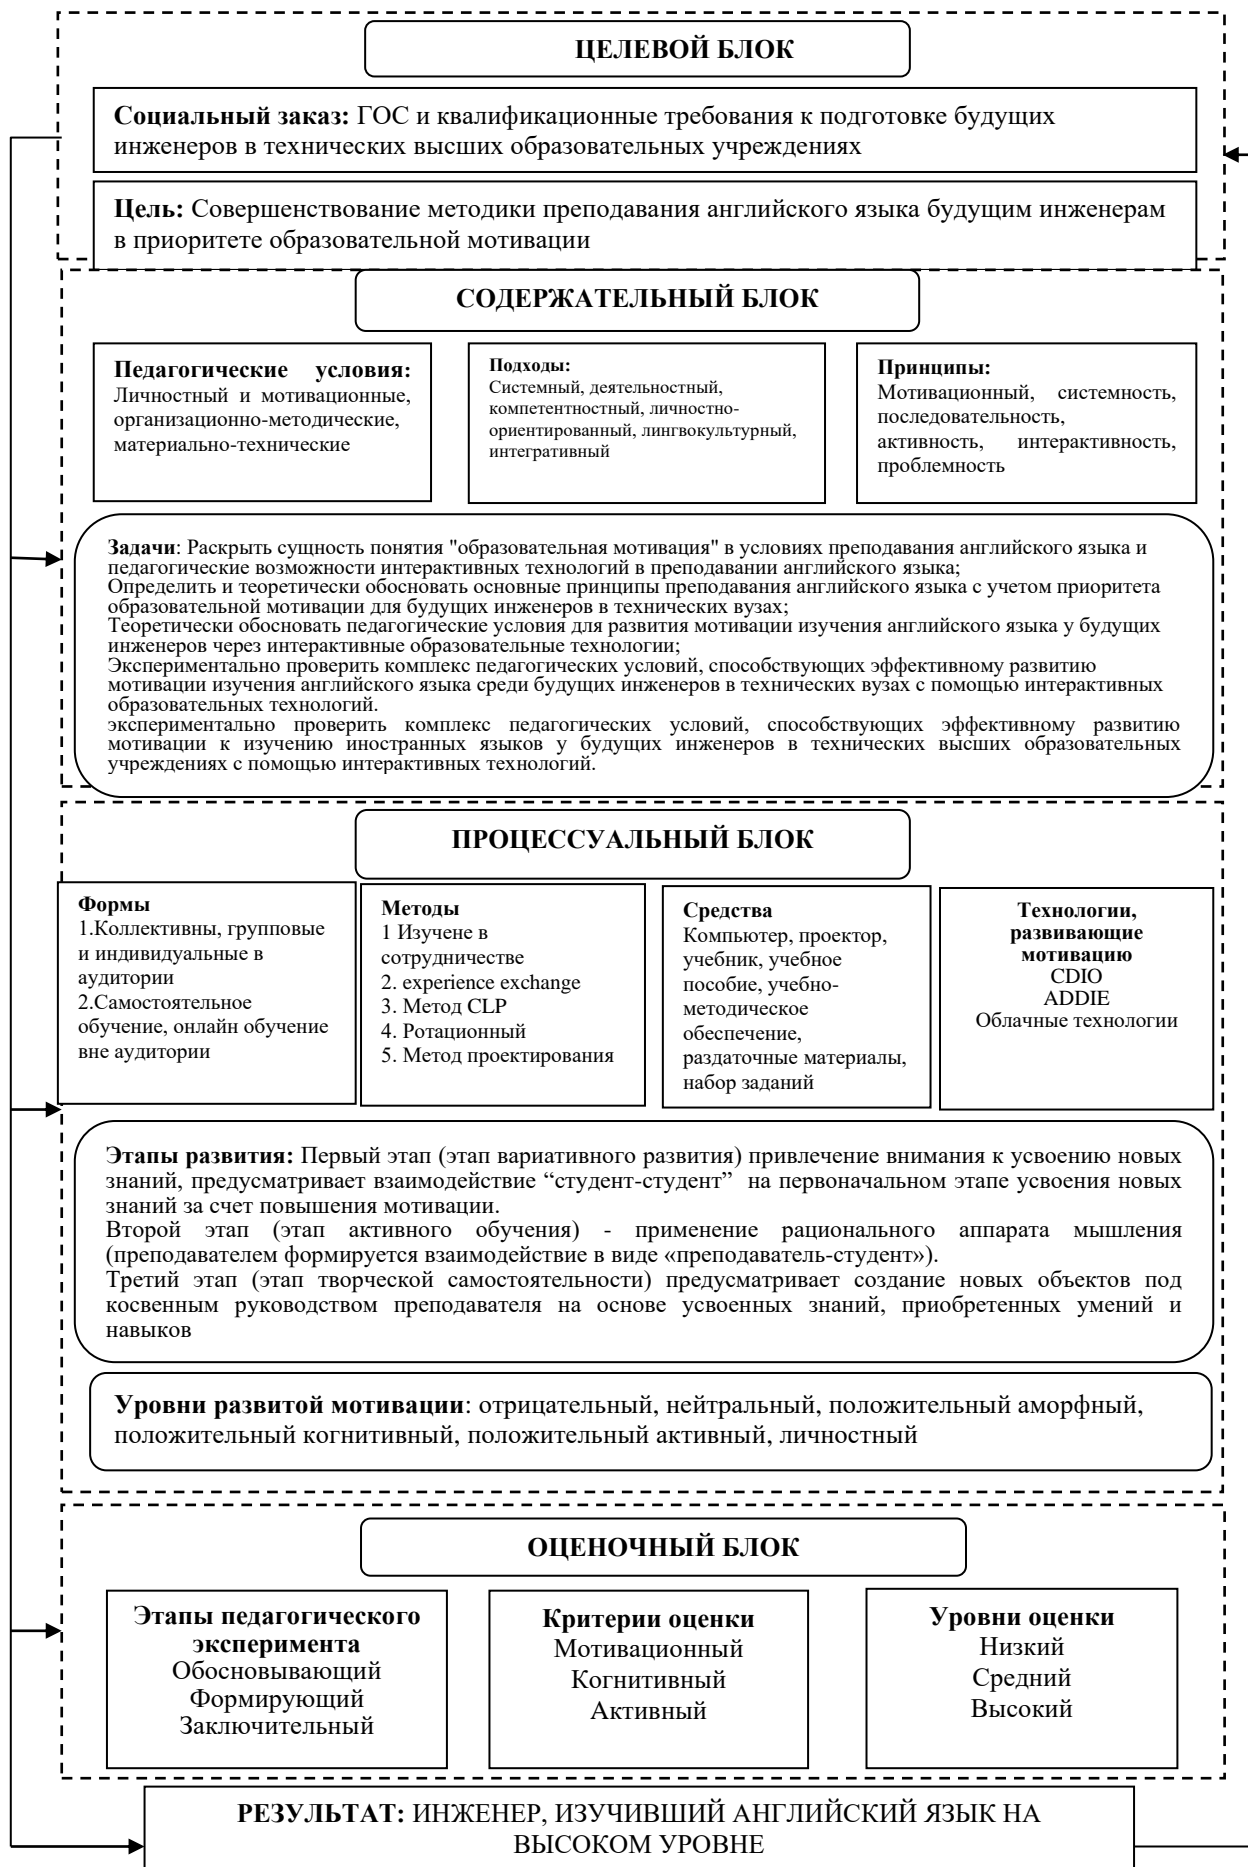 ЦЕЛЕВОЙ БЛОК
Социальный заказ: ГОС и квалификационные требования к подготовке будущих
инженеров в технических высших образовательных учреждениях
Цель: Совершенствование методики преподавания английского языка будущим инженерам
в приоритете образовательной мотивации
СОДЕРЖАТЕЛЬНЫЙ БЛОК
Педагогические условия:
Личностный и мотивационные,
организационно-методические,
материально-технические
Подходы:
Системный, деятельностный,
компетентностный, личностно-
ориентированный, лингвокультурный,
интегративный
Принципы:
Мотивационный, системность,
последовательность,
активность, интерактивность,
проблемность
Задачи: Раскрыть сущность понятия "образовательная мотивация" в условиях преподавания английского языка и
педагогические возможности интерактивных технологий в преподавании английского языка;
Определить и теоретически обосновать основные принципы преподавания английского языка с учетом приоритета
образовательной мотивации для будущих инженеров в технических вузах;
Теоретически обосновать педагогические условия для развития мотивации изучения английского языка у будущих
инженеров через интерактивные образовательные технологии;
Экспериментально проверить комплекс педагогических условий, способствующих эффективному развитию
мотивации изучения английского языка среди будущих инженеров в технических вузах с помощью интерактивных
образовательных технологий.
экспериментально проверить комплекс педагогических условий, способствующих эффективному развитию
мотивации к изучению иностранных языков у будущих инженеров в технических высших образовательных
учреждениях с помощью интерактивных технологий.
ПРОЦЕССУАЛЬНЫЙ БЛОК
Формы
1.Коллективны, групповые
и индивидуальные в
аудитории
2.Самостоятельное
обучение, онлайн обучение
вне аудитории
Методы
1 Изучене в
сотрудничестве
2. experience exchange
3. Метод CLP
4. Ротационный
5. Метод проектирования
Средства
Компьютер, проектор,
учебник, учебное
пособие, учебно-
методическое
обеспечение,
раздаточные материалы,
набор заданий
Технологии,
развивающие
мотивацию
CDIO
ADDIE
Облачные технологии
Этапы развития: Первый этап (этап вариативного развития) привлечение внимания к усвоению новых
знаний, предусматривает взаимодействие “студент-студент” на первоначальном этапе усвоения новых
знаний за счет повышения мотивации.
Второй этап (этап активного обучения) - применение рационального аппарата мышления
(преподавателем формируется взаимодействие в виде «преподаватель-студент»).
Третий этап (этап творческой самостоятельности) предусматривает создание новых объектов под
косвенным руководством преподавателя на основе усвоенных знаний, приобретенных умений и
навыков
Уровни развитой мотивации: отрицательный, нейтральный, положительный аморфный,
положительный когнитивный, положительный активный, личностный
ОЦЕНОЧНЫЙ БЛОК
Этапы педагогического
эксперимента
Обосновывающий
Формирующий
Заключительный
Критерии оценки
Мотивационный
Когнитивный
Активный
Уровни оценки
Низкий
Средний
Высокий
РЕЗУЛЬТАТ: ИНЖЕНЕР, ИЗУЧИВШИЙ АНГЛИЙСКИЙ ЯЗЫК НА
ВЫСОКОМ УРОВНЕ